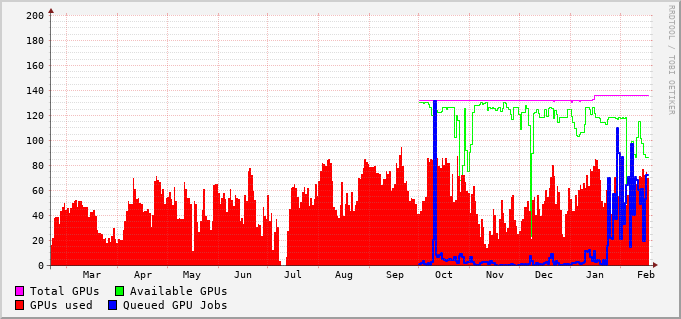 200
180
160
140
120
100
80
60
40
20
0
Mar Apr May Jun Jul Aug Sep Oct Nov Dec Jan Feb
Total GPUs Available GPUs
GPUs used Queued GPU Jobs
RRDTOOL / TOBI OETIKER